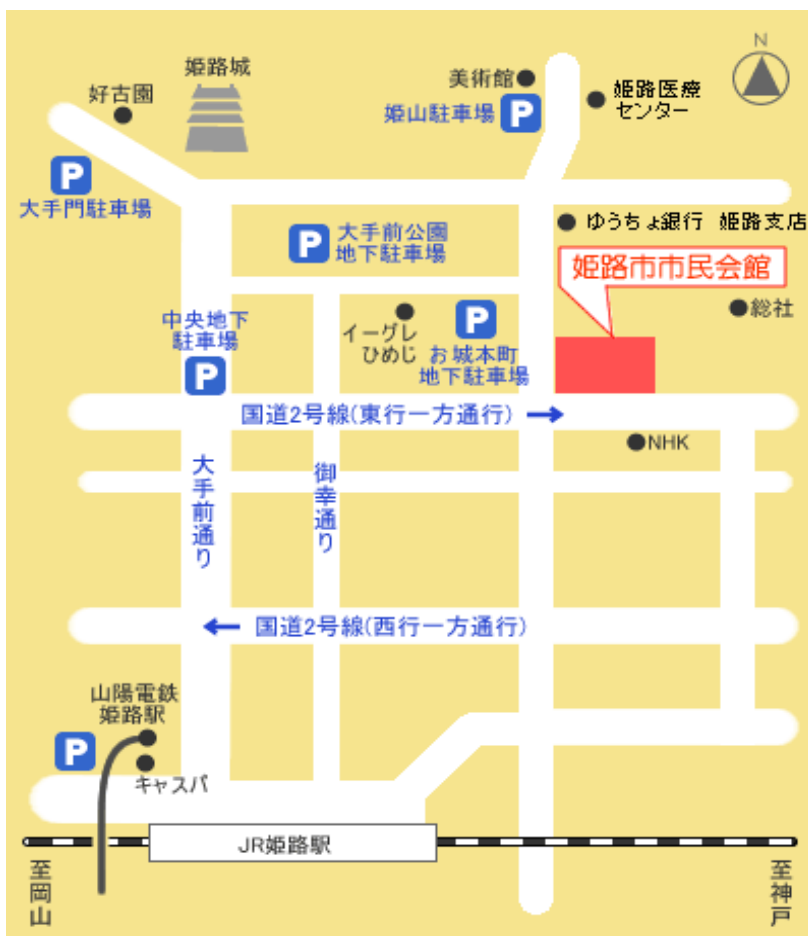 N
姫路城
美術館
姫路医療
センター
好古園
姫山駐車場
P
P
大手門駐車場
ゆうちょ銀行 姫路支店
P
大手前公園
地下駐車場
姫路市市民会館
総社
中央地下
駐車場
P
イーグレ
ひめじ
P
お城本町
地下駐車場
国道2号線(東行一方通行)
NHK
大手前通り
御幸通り
国道2号線(西行一方通行)
山陽電鉄
姫路駅
P
キャスパ
JR姫路駅
至岡山
至神戸